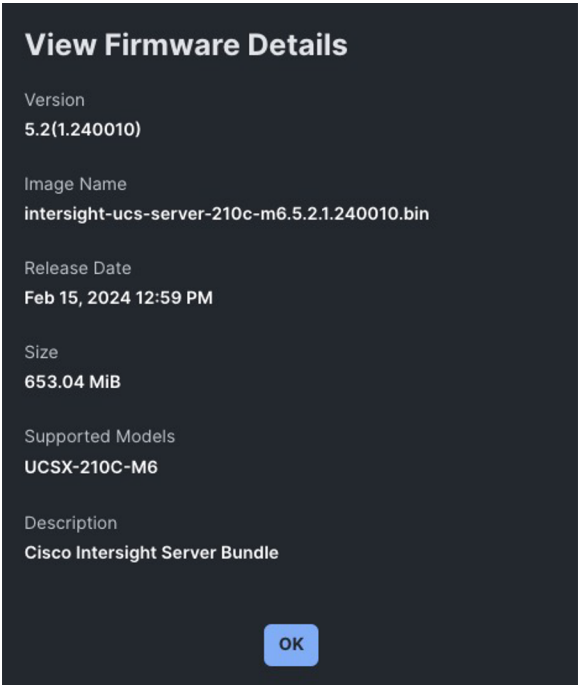 View Firmware Details
Version
5.2(1.240010)
Image Name
intersight-ucs-server-210c-m6.5.2.1.240010.bin
Release Date
Feb 15, 2024 12:59 PM
Size
653.04 MiB
Supported Models
UCSX-210C-M6
Description
Cisco Intersight Server Bundle
OK